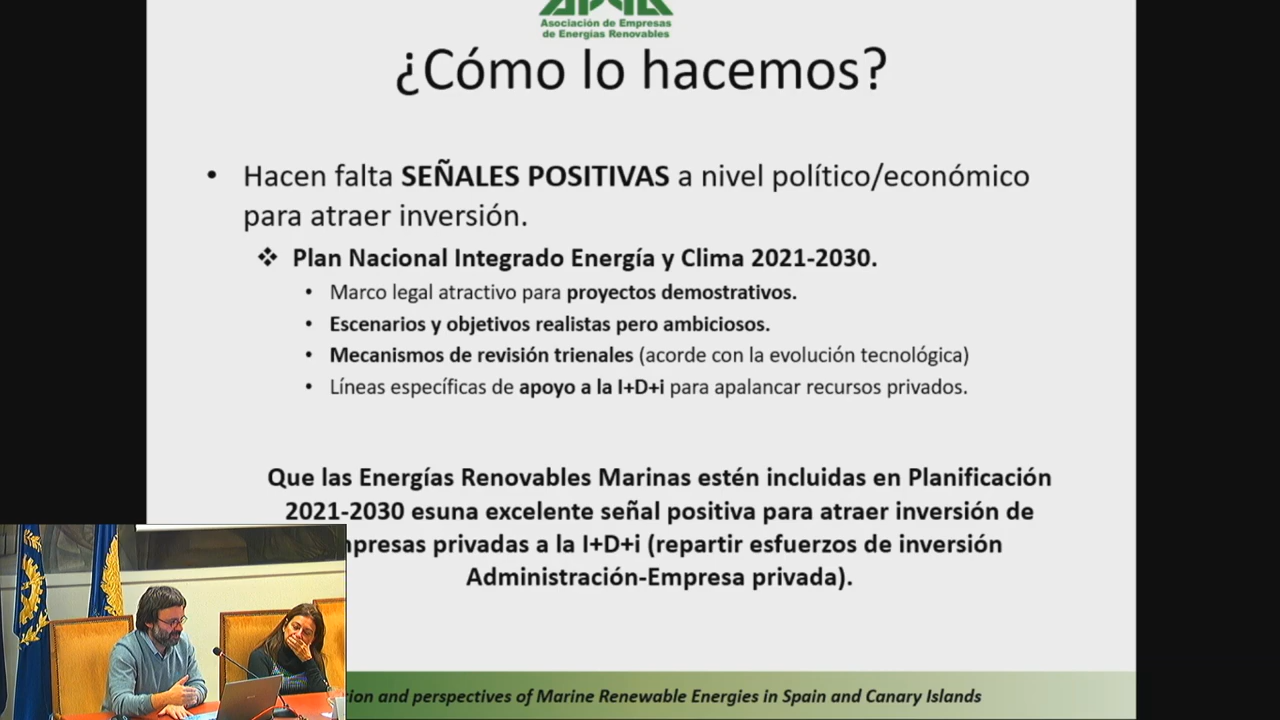 Asociación de Empresas
de Energías Renovables
¿Cómo lo hacemos?
• Hacen falta SEÑALES POSITIVAS a nivel político/económico
para atraer inversión.
❖ Plan Nacional Integrado Energía y Clima 2021-2030.
• Marco legal atractivo para proyectos demostrativos.
• Escenarios y objetivos realistas pero ambiciosos.
• Mecanismos de revisión trienales (acorde con la evolución tecnológica)
• Líneas específicas de apoyo a la I+D+i para apalancar recursos privados.
Que las Energías Renovables Marinas estén incluidas en Planificación
2021-2030 esuna excelente señal positiva para atraer inversión de
privadas a la I+D+i (repartir esfuerzos de inversión
Administración-Empresa privada).
and perspectives of Marine Renewable Energies in Spain and Canary Islands